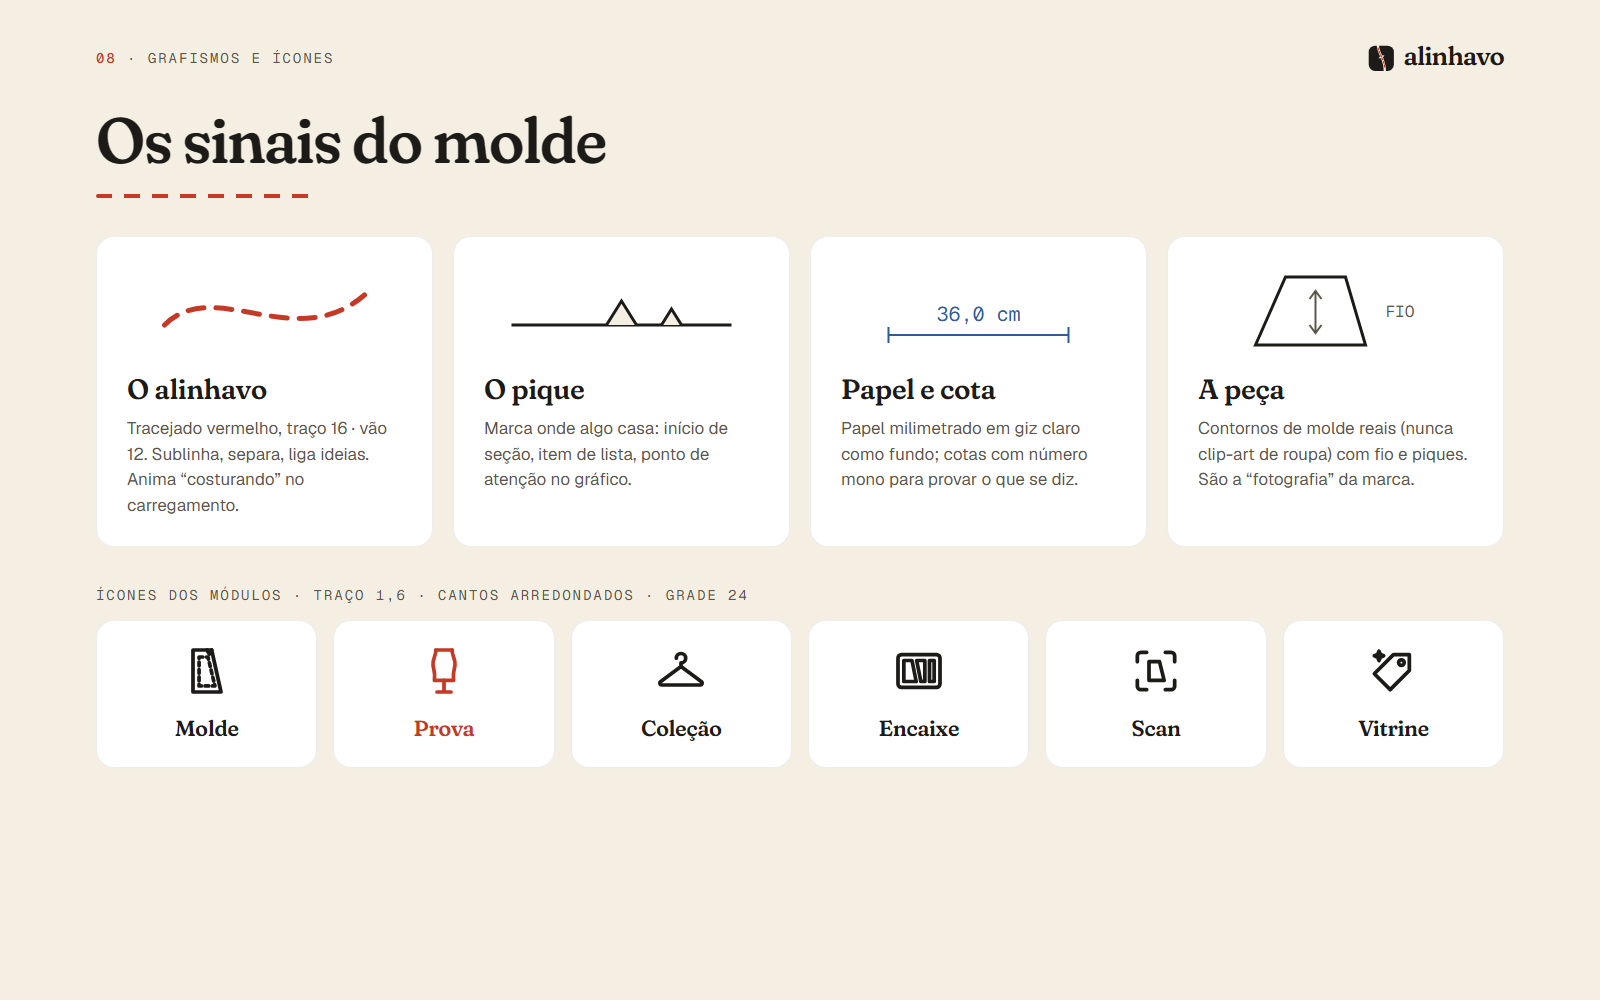 08 · GRAFISMOS E ÍCONES
alinhavo
Os sinais do molde
O alinhavo
Tracejado vermelho, traço 16 · vão
12. Sublinha, separa, liga ideias.
Anima “costurando” no
carregamento.
O pique
Marca onde algo casa: início de
seção, item de lista, ponto de
atenção no gráfico.
36,0 cm
Papel e cota
Papel milimetrado em giz claro
como fundo; cotas com número
mono para provar o que se diz.
FIO
A peça
Contornos de molde reais (nunca
clip-art de roupa) com fio e piques.
São a “fotografia” da marca.
ÍCONES DOS MÓDULOS · TRAÇO 1,6 · CANTOS ARREDONDADOS · GRADE 24
Molde
Prova
Coleção
Encaixe
Scan
Vitrine